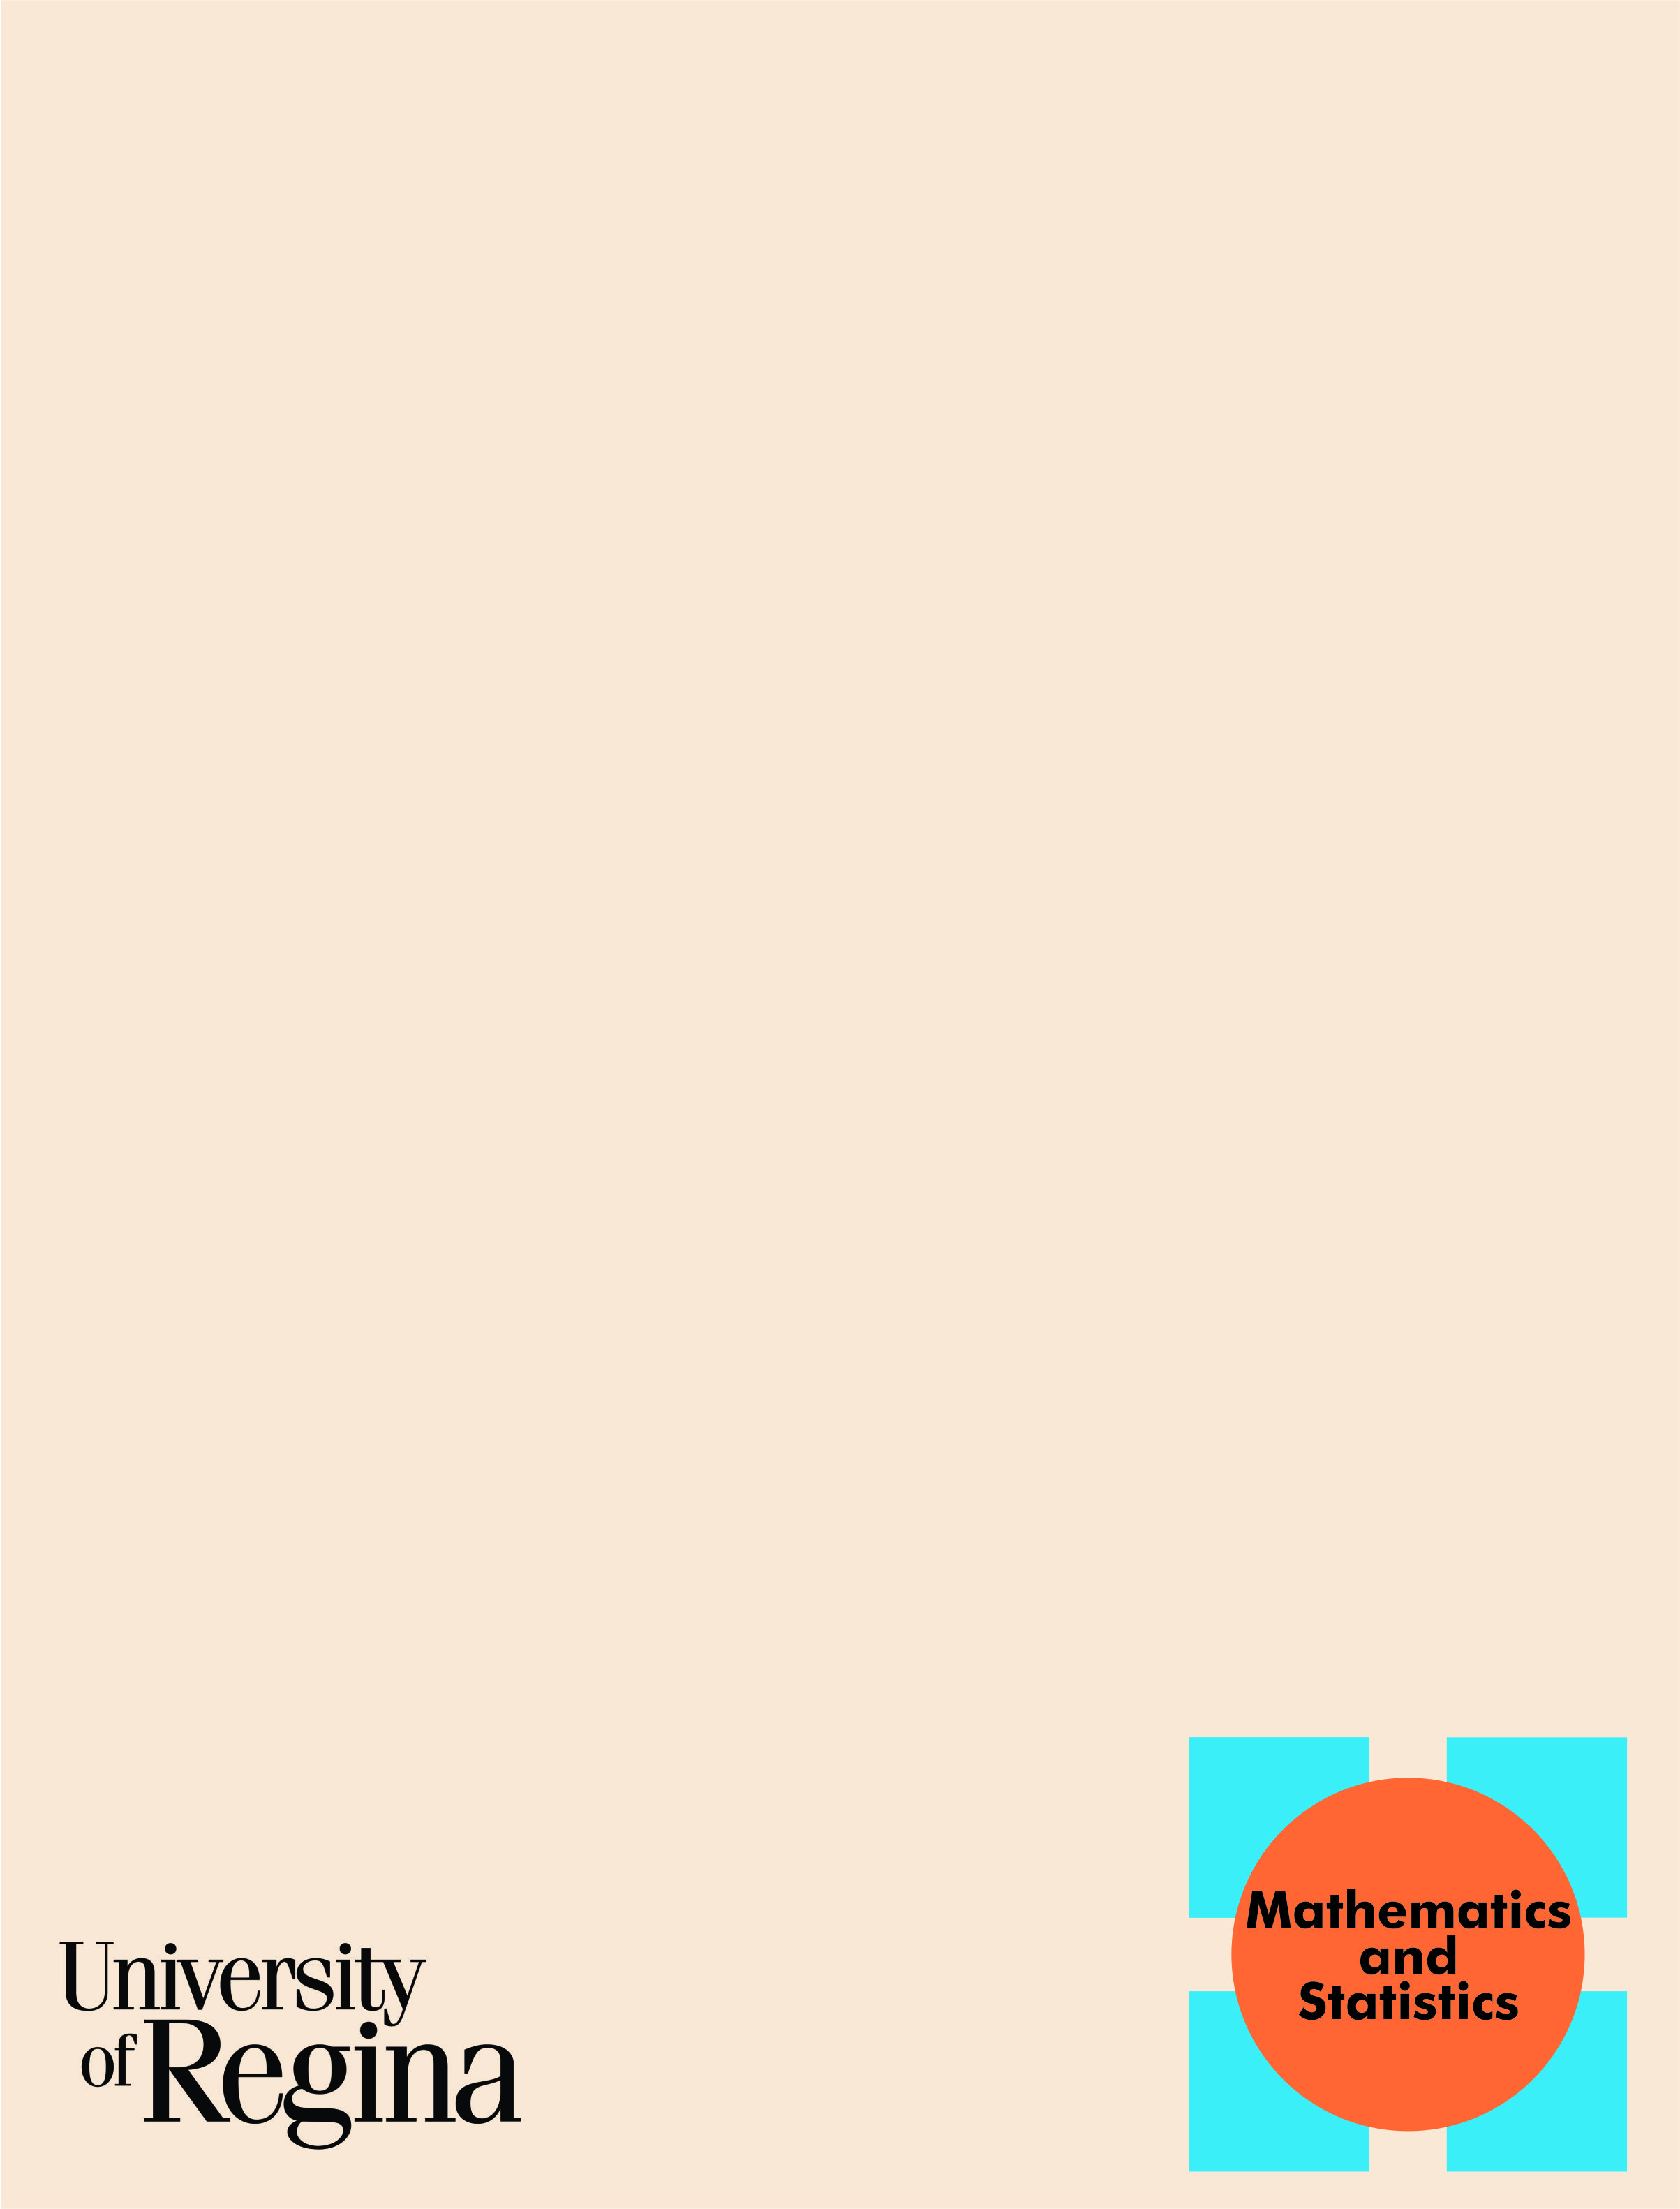 University
of Regina
Mathematics
and
Statistics